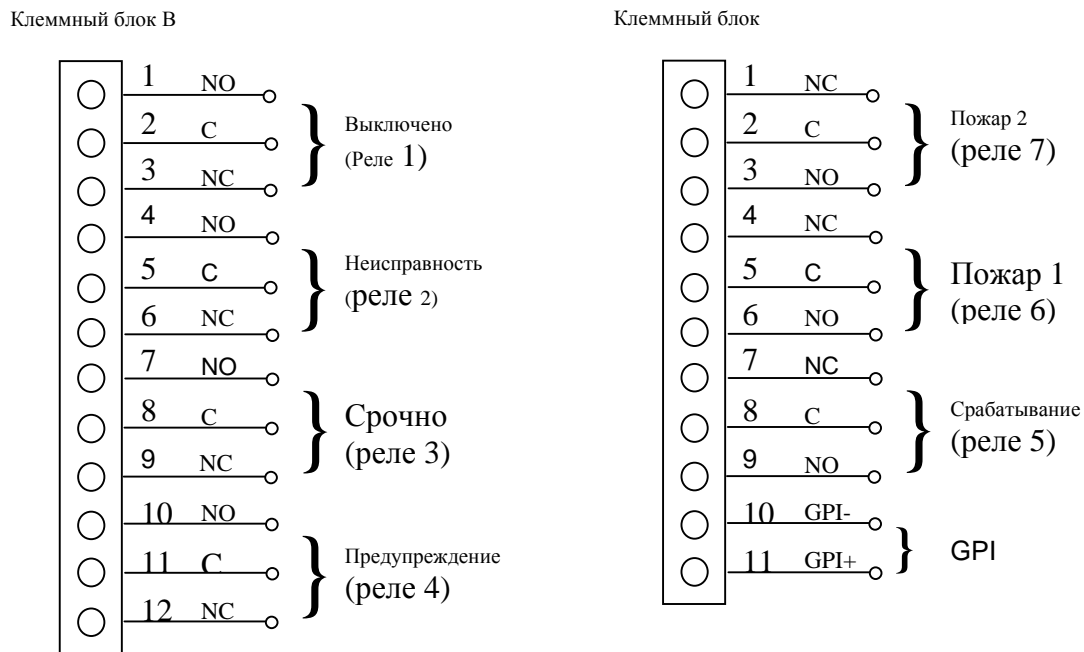 Клеммный блок B
1 NO
2 C
3 NC
Выключено
(Реле 1)
4 NO
5 C
6 NC
Неисправность
(реле 2)
7 NO
8 C
9 NC
Срочно
(реле 3)
10 NO
11 C
12 NC
Предупреждение
(реле 4)
Клеммный блок
1 NC
2 C
3 NO
Пожар 2
(реле 7)
4 NC
5 C
6 NO
Пожар 1
(реле 6)
7 NC
8 C
9 NO
Срабатывание
(реле 5)
10 GPI-
11 GPI+
GPI